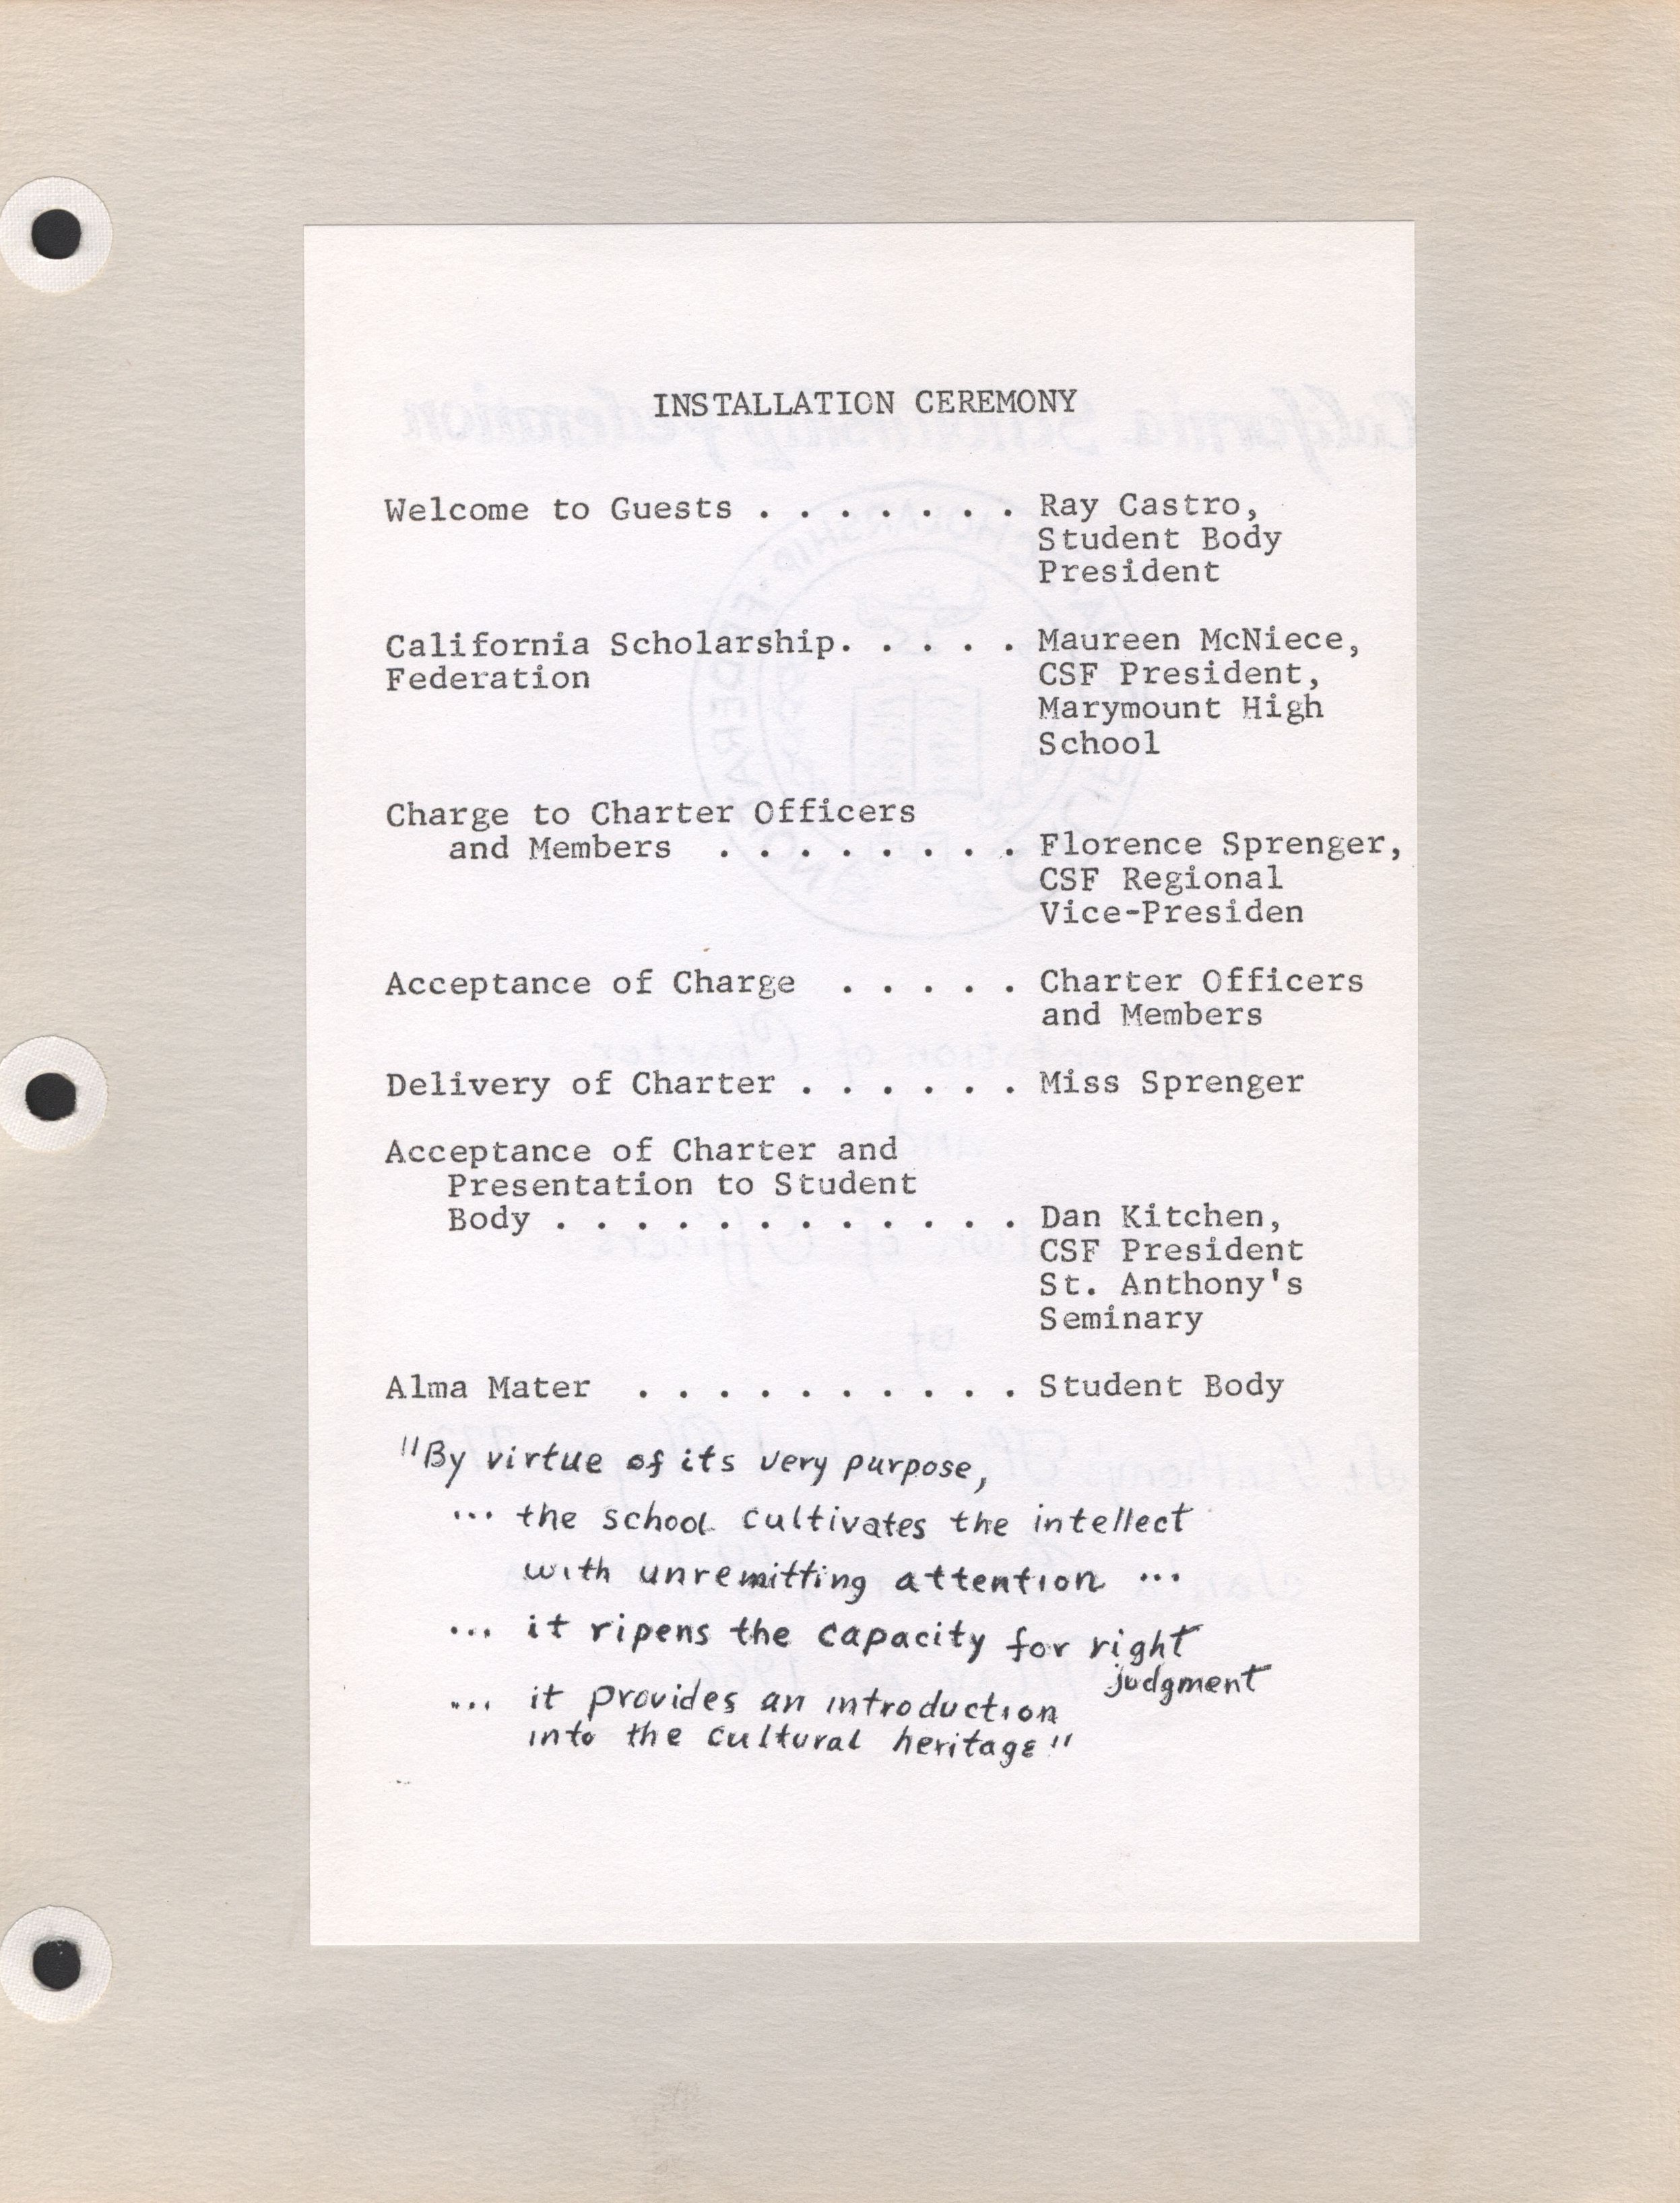 INSTALLATION CEREMONY
Welcome to Guests . . . . . . . Ray Castro,
Student Body
President
California Scholarship. . . . . Maureen McNiece,
Federation CSF President,
Marymount High
School
Charge to Charter Officers
and Members . . . . . . . . Florence Sprenger,
CSF Regional
Vice-Presiden
Acceptance of Charge . . . . . Charter Officers
and Members
Delivery of Charter . . . . . . Miss Sprenger
Acceptance of Charter and
Presentation to Student
Body . . . . . . . . . . . . Dan Kitchen,
CSF President
St. Anthony's
Seminary
Alma Mater . . . . . . . . . . Student Body
"By virtue of its very purpose,
... the school cultivates the intellect
with unremitting attention ...
... it ripens the capacity for right
judgment
... it provides an introduction
into the cultural heritage"